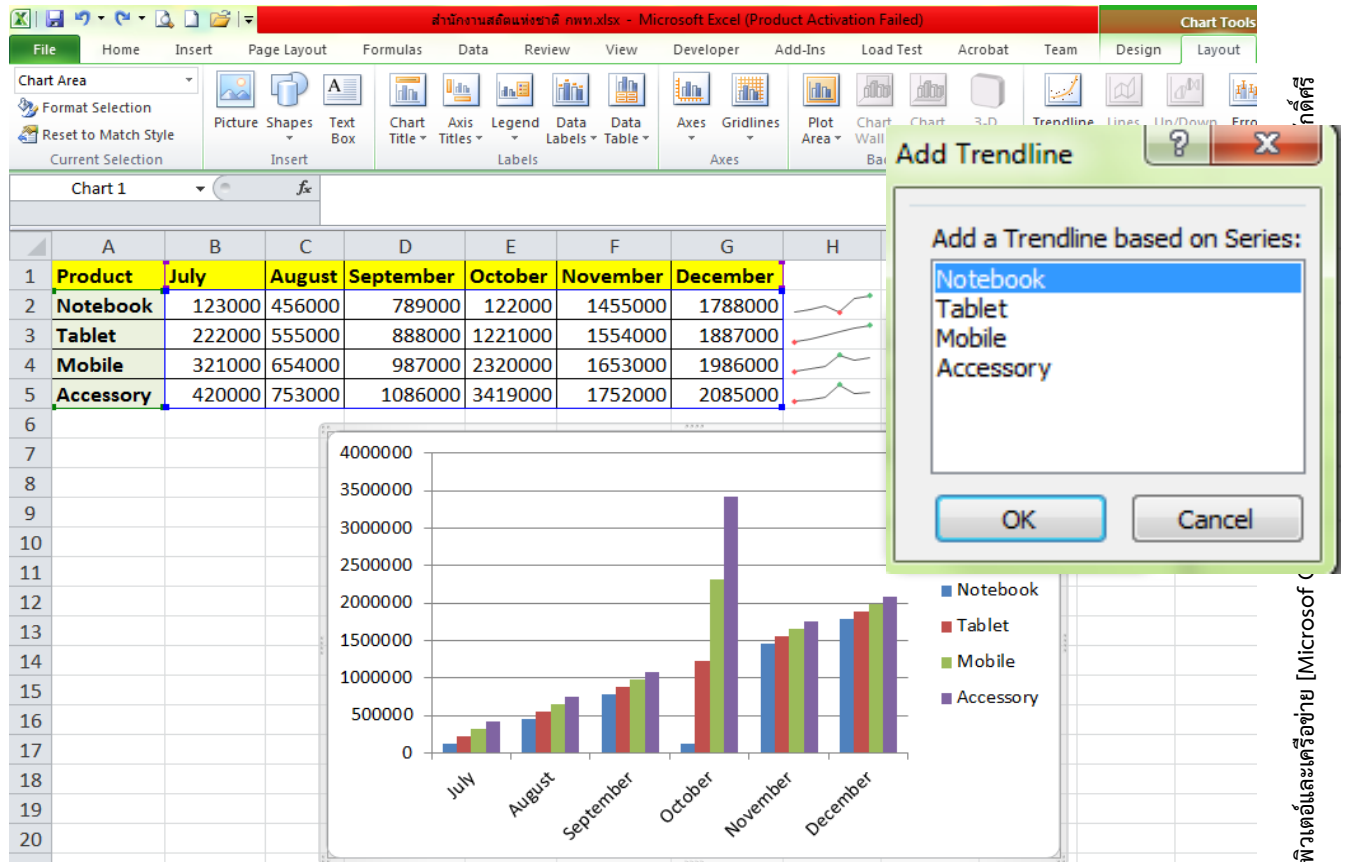 สำนักงานสถิติแห่งชาติ กพท.xlsx - Microsoft Excel (Product Activation Failed)
Chart Tools
File Home Insert Page Layout Formulas Data Review View Developer Add-Ins Load Test Acrobat Team Design Layout
Chart Area
Format Selection
Reset to Match Style
Current Selection
Picture Shapes Text Box
Insert
Chart Title Axis Titles Legend Data Labels Data Table
Labels
Axes Gridlines
Axes
Plot Area Chart Wall Chart 3-D Trendline Lines Up/Down Erro
Ba
Chart 1
fx
A B C D E F G H
1 Product July August September October November December
2 Notebook 123000 456000 789000 122000 1455000 1788000
3 Tablet 222000 555000 888000 1221000 1554000 1887000
4 Mobile 321000 654000 987000 2320000 1653000 1986000
5 Accessory 420000 753000 1086000 3419000 1752000 2085000
6
7
8
9
10
11
12
13
14
15
16
17
18
19
20
4000000
3500000
3000000
2500000
2000000
1500000
1000000
500000
0
July August September October November December
Notebook
Tablet
Mobile
Accessory
Add Trendline
Add a Trendline based on Series:
Notebook
Tablet
Mobile
Accessory
OK Cancel
พิวเตอ์และเครือข่าย [Microsof